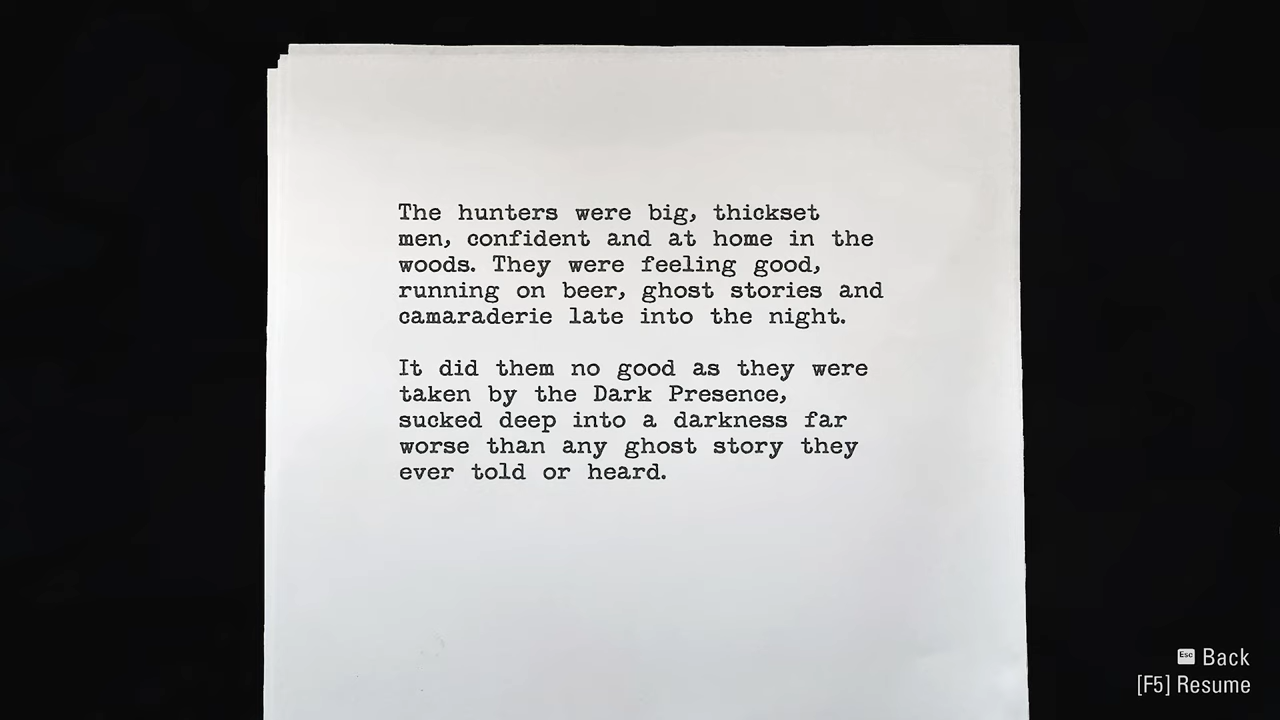 The hunters were big, thickset
men, confident and at home in the
woods. They were feeling good,
running on beer, ghost stories and
camaraderie late into the night.
It did them no good as they were
taken by the Dark Presence,
sucked deep into a darkness far
worse than any ghost story they
ever told or heard.
Esc Back
[F5] Resume